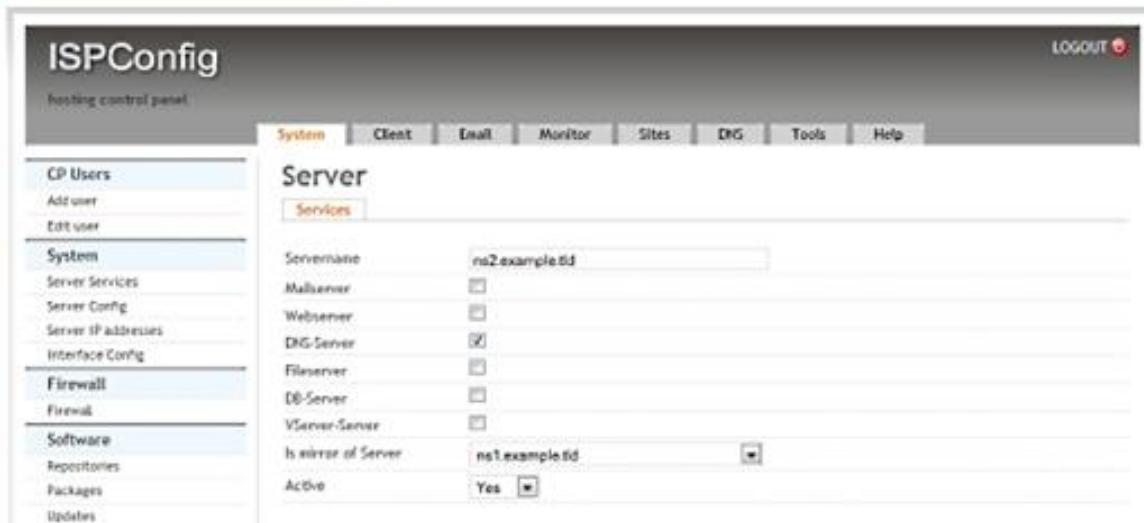 ISPConfig
LOGOUT
hosting control panel
System Client Email Monitor Sites DNS Tools Help
CP Users
Add user
Edit user
System
Server Services
Server Config
Server IP addresses
Interface Config
Firewall
Firewall
Software
Repositories
Packages
Updates
Server
Services
Servername ns2.example.tld
Mailserver
Webserver
DNS-Server
Fileserver
DB-Server
VServer-Server
Is mirror of Server ns1.example.tld
Active Yes